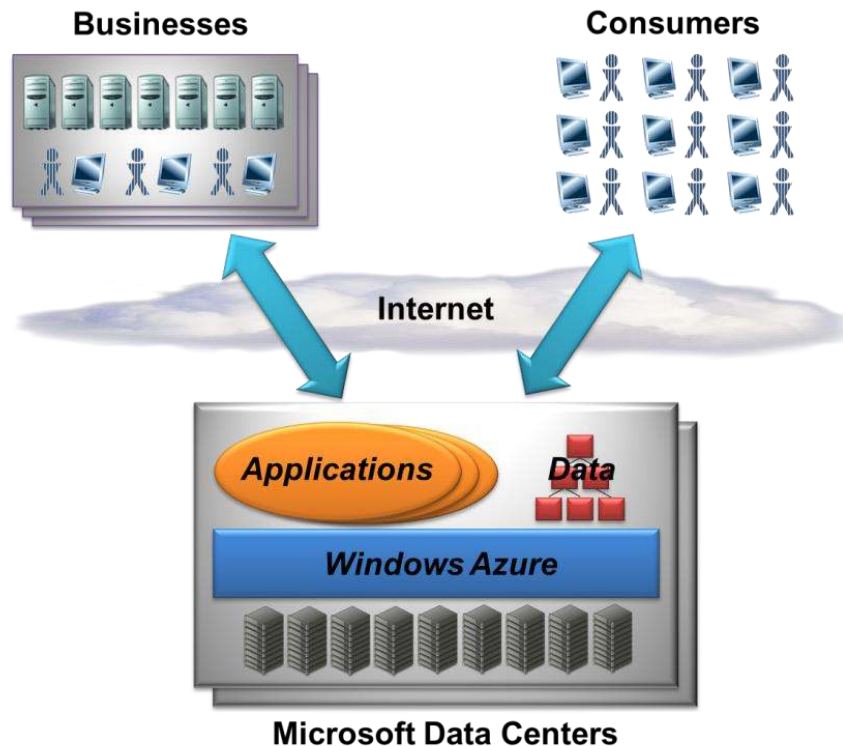 Businesses
Consumers
Internet
Applications
Data
Windows Azure
Microsoft Data Centers